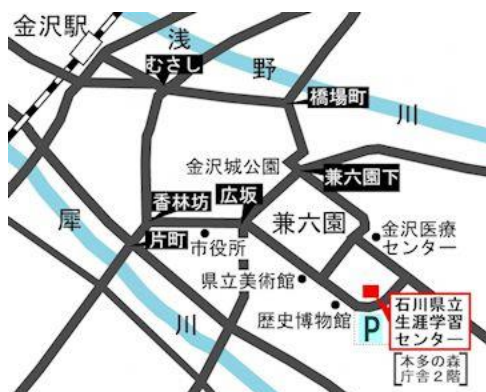 金沢駅
浅野川
むさし
橋場町
金沢城公園
兼六園下
香林坊
広坂
兼六園
片町
市役所
金沢医療
センター
犀川
県立美術館
歴史博物館
P
石川県立
生涯学習
センター
本多の森
庁舎2階